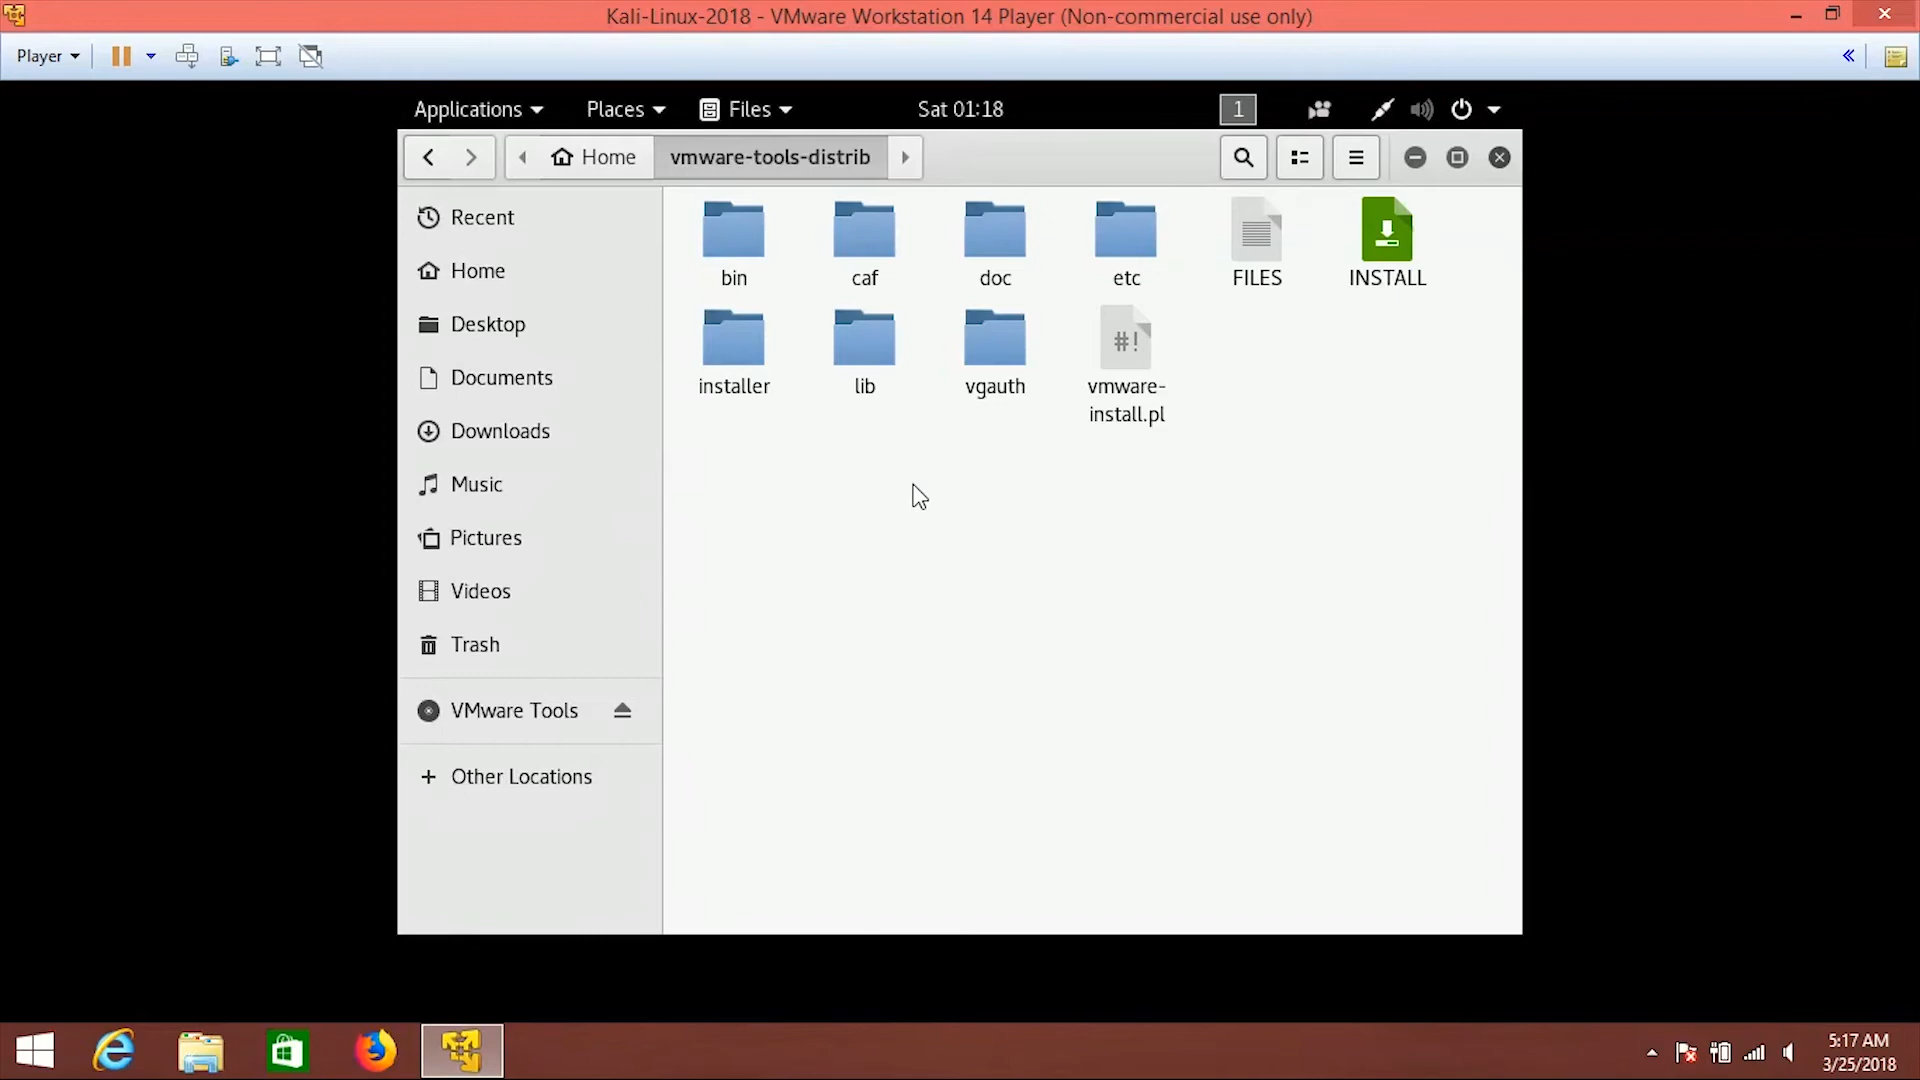 Kali-Linux-2018 - VMware Workstation 14 Player (Non-commercial use only)
Player
Applications Places Files Sat 01:18 1
Home vmware-tools-distrib
Recent
Home
Desktop
Documents
Downloads
Music
Pictures
Videos
Trash
VMware Tools
Other Locations
bin caf doc etc FILES INSTALL
installer lib vgauth vmware-
install.pl
#!
5:17 AM
3/25/2018